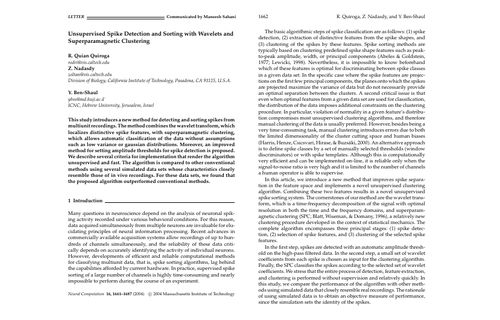 LETTER
Communicated by Maneesh Sahani
Unsupervised Spike Detection and Sorting with Wavelets and
Superparamagnetic Clustering
R. Quian Quiroga
rodri@vis.caltech.edu
Z. Nadasdy
zoltan@vis.caltech.edu
Division of Biology, California Institute of Technology, Pasadena, CA 91125, U.S.A.
Y. Ben-Shaul
ICNC, Hebrew University, Jerusalem, Israel
This study introduces a new method for detecting and sorting spikes from
multiunit recordings. The method combines the wavelet transform, which
localizes distinctive spike features, with superparamagnetic clustering,
which allows automatic classification of the data without assumptions
such as low variance or gaussian distributions. Moreover, an improved
method for setting amplitude thresholds for spike detection is proposed.
We describe several criteria for implementation that render the algorithm
unsupervised and fast. The algorithm is compared to other conventional
methods using several simulated data sets whose characteristics closely
resemble those of in vivo recordings. For these data sets, we found that
the proposed algorithm outperformed conventional methods.
1 Introduction
Many questions in neuroscience depend on the analysis of neuronal spik-
ing activity recorded under various behavioral conditions. For this reason,
data acquired simultaneously from multiple neurons are invaluable for elu-
cidating principles of neural information processing. Recent advances in
commercially available acquisition systems allow recordings of up to hun-
dreds of channels simultaneously, and the reliability of these data criti-
cally depends on accurately identifying the activity of individual neurons.
However, developments of efficient and reliable computational methods
for classifying multiunit data, that is, spike sorting algorithms, lag behind
the capabilities afforded by current hardware. In practice, supervised spike
sorting of a large number of channels is highly time-consuming and nearly
impossible to perform during the course of an experiment.
Neural Computation 16, 1661–1687 (2004) © 2004 Massachusetts Institute of Technology
1662
R. Quiroga, Z. Nadasdy, and Y. Ben-Shaul
The basic algorithmic steps of spike classification are as follows: (1) spike
detection, (2) extraction of distinctive features from the spike shapes, and
(3) clustering of the spikes by these features. Spike sorting methods are
typically based on clustering predefined spike shape features such as peak-
to-peak amplitude, width, or principal components (Abeles & Goldstein,
1977; Lewicki, 1998). Nevertheless, it is impossible to know beforehand
which of these features is optimal for discriminating between spike classes
in a given data set. In the specific case where the spike features are projec-
tions on the first few principal components, the planes onto which the spikes
are projected maximize the variance of data but do not necessarily provide
an optimal separation between the clusters. A second critical issue is that
even when optimal features from a given data set are used for classification,
the distribution of the data imposes additional constraints on the clustering
procedure. In particular, violation of normality in a given feature's distribu-
tion compromises most unsupervised clustering algorithms, and therefore
manual clustering of the data is usually preferred. However, besides being a
very time-consuming task, manual clustering introduces errors due to both
the limited dimensionality of the cluster cutting space and human biases
(Harris, Henze, Csicsvari, Hirase, & Buzsáki, 2000). An alternative approach
is to define spike classes by a set of manually selected thresholds (window
discriminators) or with spike templates. Although this is computationally
very efficient and can be implemented on-line, it is reliable only when the
signal-to-noise ratio is very high and it is limited to the number of channels
a human operator is able to supervise.
In this article, we introduce a new method that improves spike separa-
tion in the feature space and implements a novel unsupervised clustering
algorithm. Combining these two features results in a novel unsupervised
spike sorting system. The cornerstones of our method are the wavelet trans-
form, which is a time-frequency decomposition of the signal with optimal
resolution in both the time and the frequency domains, and superparam-
agnetic clustering (SPC; Blatt, Wiseman, & Domany, 1996), a relatively new
clustering procedure developed in the context of statistical mechanics. The
complete algorithm encompasses three principal stages: (1) spike detec-
tion, (2) selection of spike features, and (3) clustering of the selected spike
features.
In the first step, spikes are detected with an automatic amplitude thresh-
old on the high-pass filtered data. In the second step, a small set of wavelet
coefficients from each spike is chosen as input for the clustering algorithm.
Finally, the SPC classifies the spikes according to the selected set of wavelet
coefficients. We stress that the entire process of detection, feature extraction,
and clustering is performed without supervision and relatively quickly. In
this study, we compare the performance of the algorithm with other meth-
ods using simulated data that closely resemble real recordings. The rationale
of using simulated data is to obtain an objective measure of performance,
since the simulation sets the identity of the spikes.